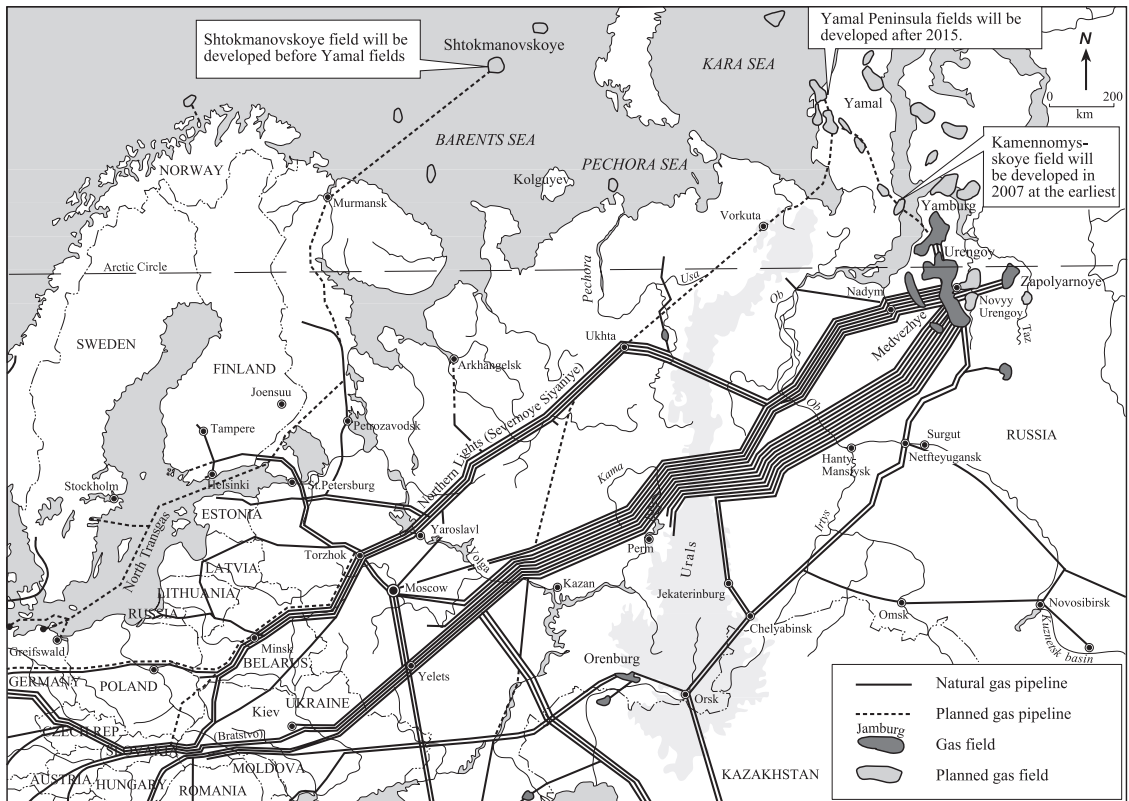 Shtokmanovskoye field will be
developed before Yamal fields
Shtokmanovskoye
Yamal Peninsula fields will be
developed after 2015.
KARA SEA
N
0 200
km
Yamal
BARENTS SEA
Kamennomys-
skoye field will
be developed in
2007 at the earliest
PECHORA SEA
NORWAY
Kolguyev
Murmansk
Vorkuta
Yamburg
Urengoy
Arctic Circle
Pechora
Usa
Ob
Nadym
Zapolyarnoye
Novyy
Urengoy
Medvezhye
Taz
SWEDEN
Ukhta
Arkhangelsk
FINLAND
Joensuu
Northern Lights (Severnoye Siyaniye)
Ob
Tampere
Petrozavodsk
RUSSIA
Surgut
Nefteyugansk
Hanty-
Mansiysk
Kama
Helsinki
St.Petersburg
Stockholm
ESTONIA
North Transgas
Yaroslavl
Irtys
Perm
Urals
Torzhok
Volga
LATVIA
Moscow
Kazan
Jekaterinburg
LITHUANIA
RUSSIA
Omsk
Novosibirsk
Chelyabinsk
Kuznersk basin
Greifswald
Minsk
BELARUS
Orenburg
GERMANY
POLAND
Yelets
Orsk
Kiev
UKRAINE
CZECH REP
(Bratstvo)
SLOVAKIA
MOLDOVA
AUSTRIA
HUNGARY
ROMANIA
KAZAKHSTAN
Natural gas pipeline
Planned gas pipeline
Jamburg
Gas field
Planned gas field